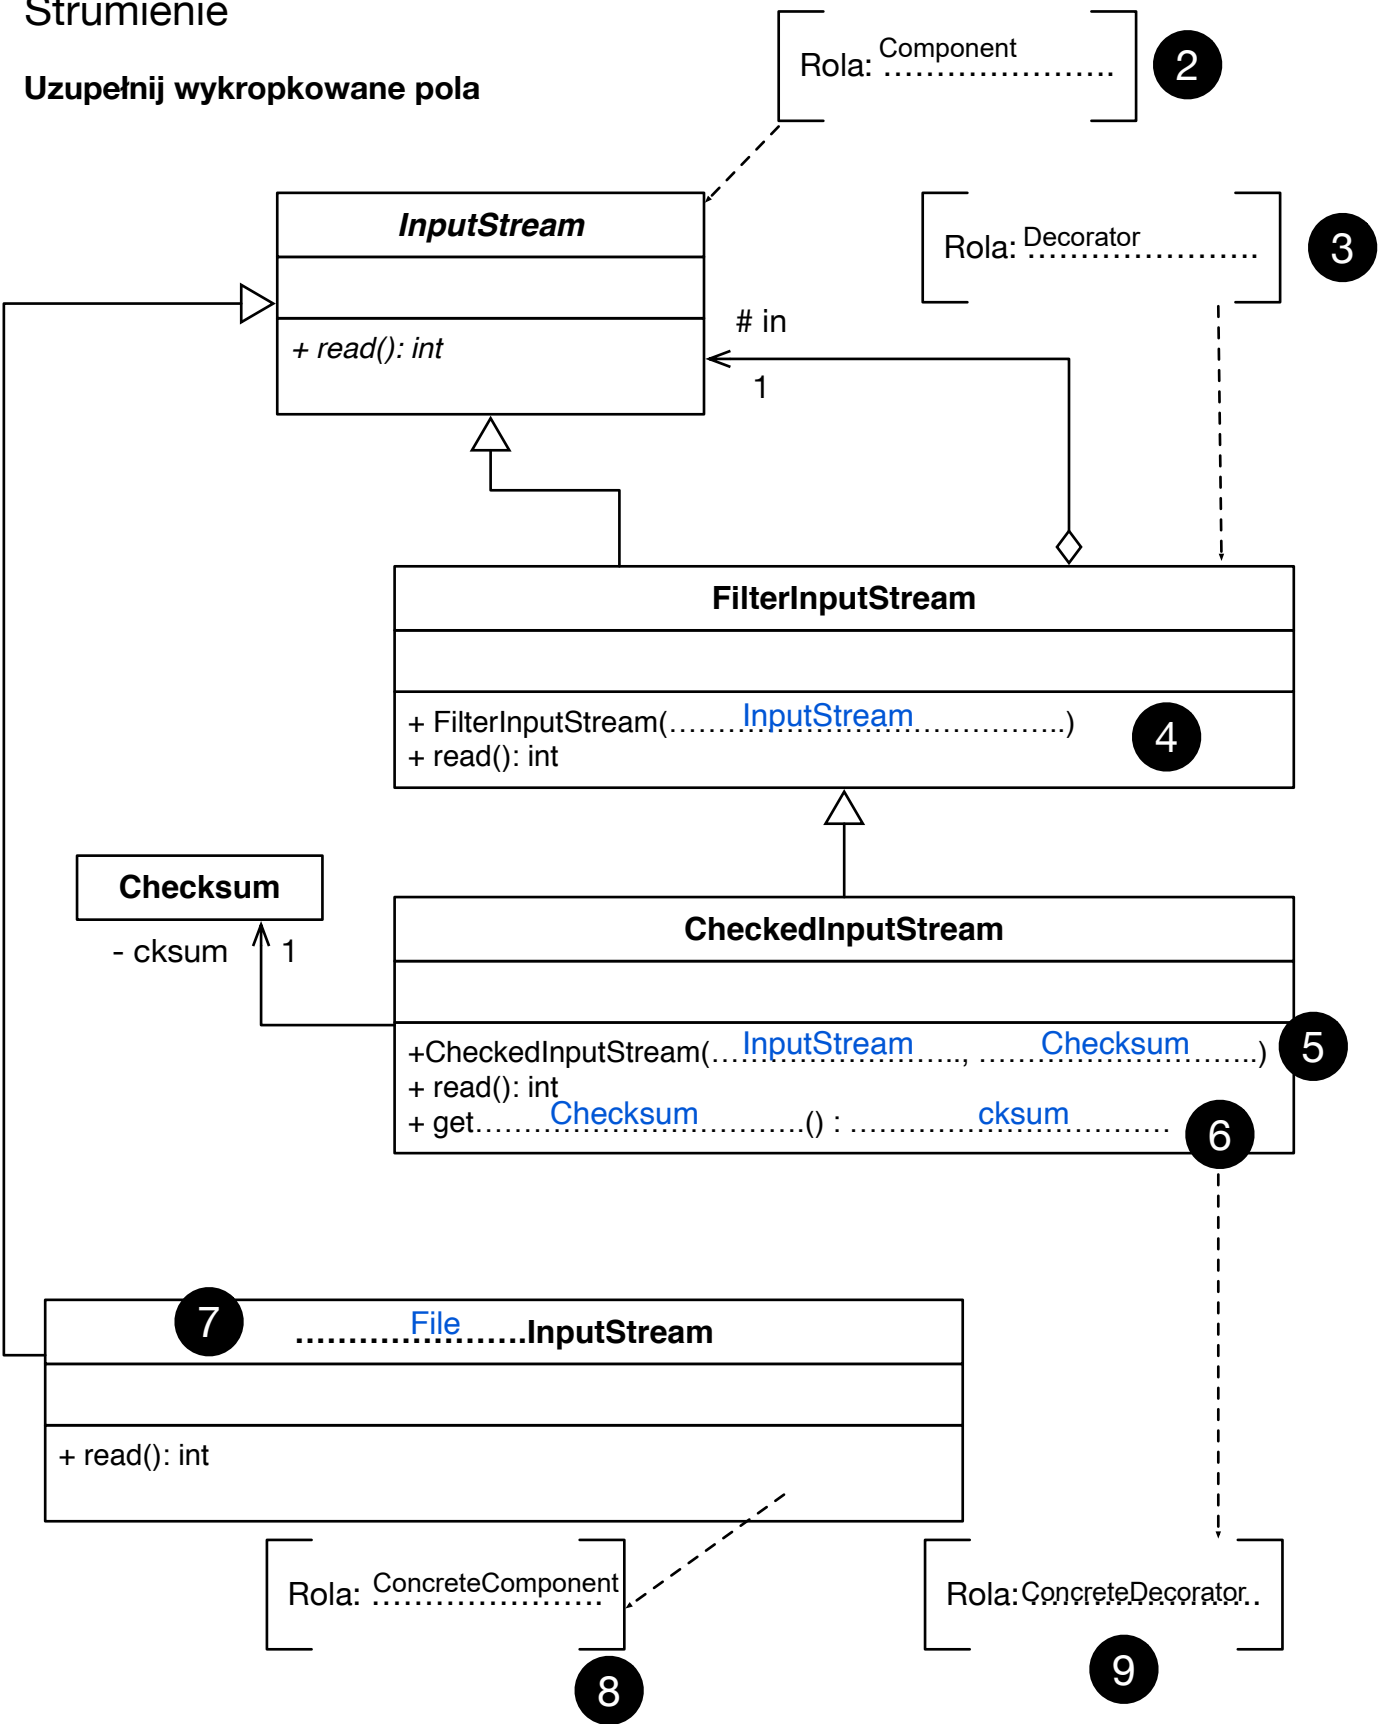 Strumienie
Uzupełnij wykropkowane pola
Rola: Component
2
Rola: Decorator
3
InputStream
+ read(): int
# in
1
FilterInputStream
+ FilterInputStream(InputStream)
+ read(): int
4
Checksum
- cksum 1
CheckedInputStream
+CheckedInputStream(InputStream, Checksum)
5
+ read(): int
+ getChecksum() : cksum
6
7
File.InputStream
+ read(): int
Rola: ConcreteComponent
8
Rola:ConcreteDecorator
9